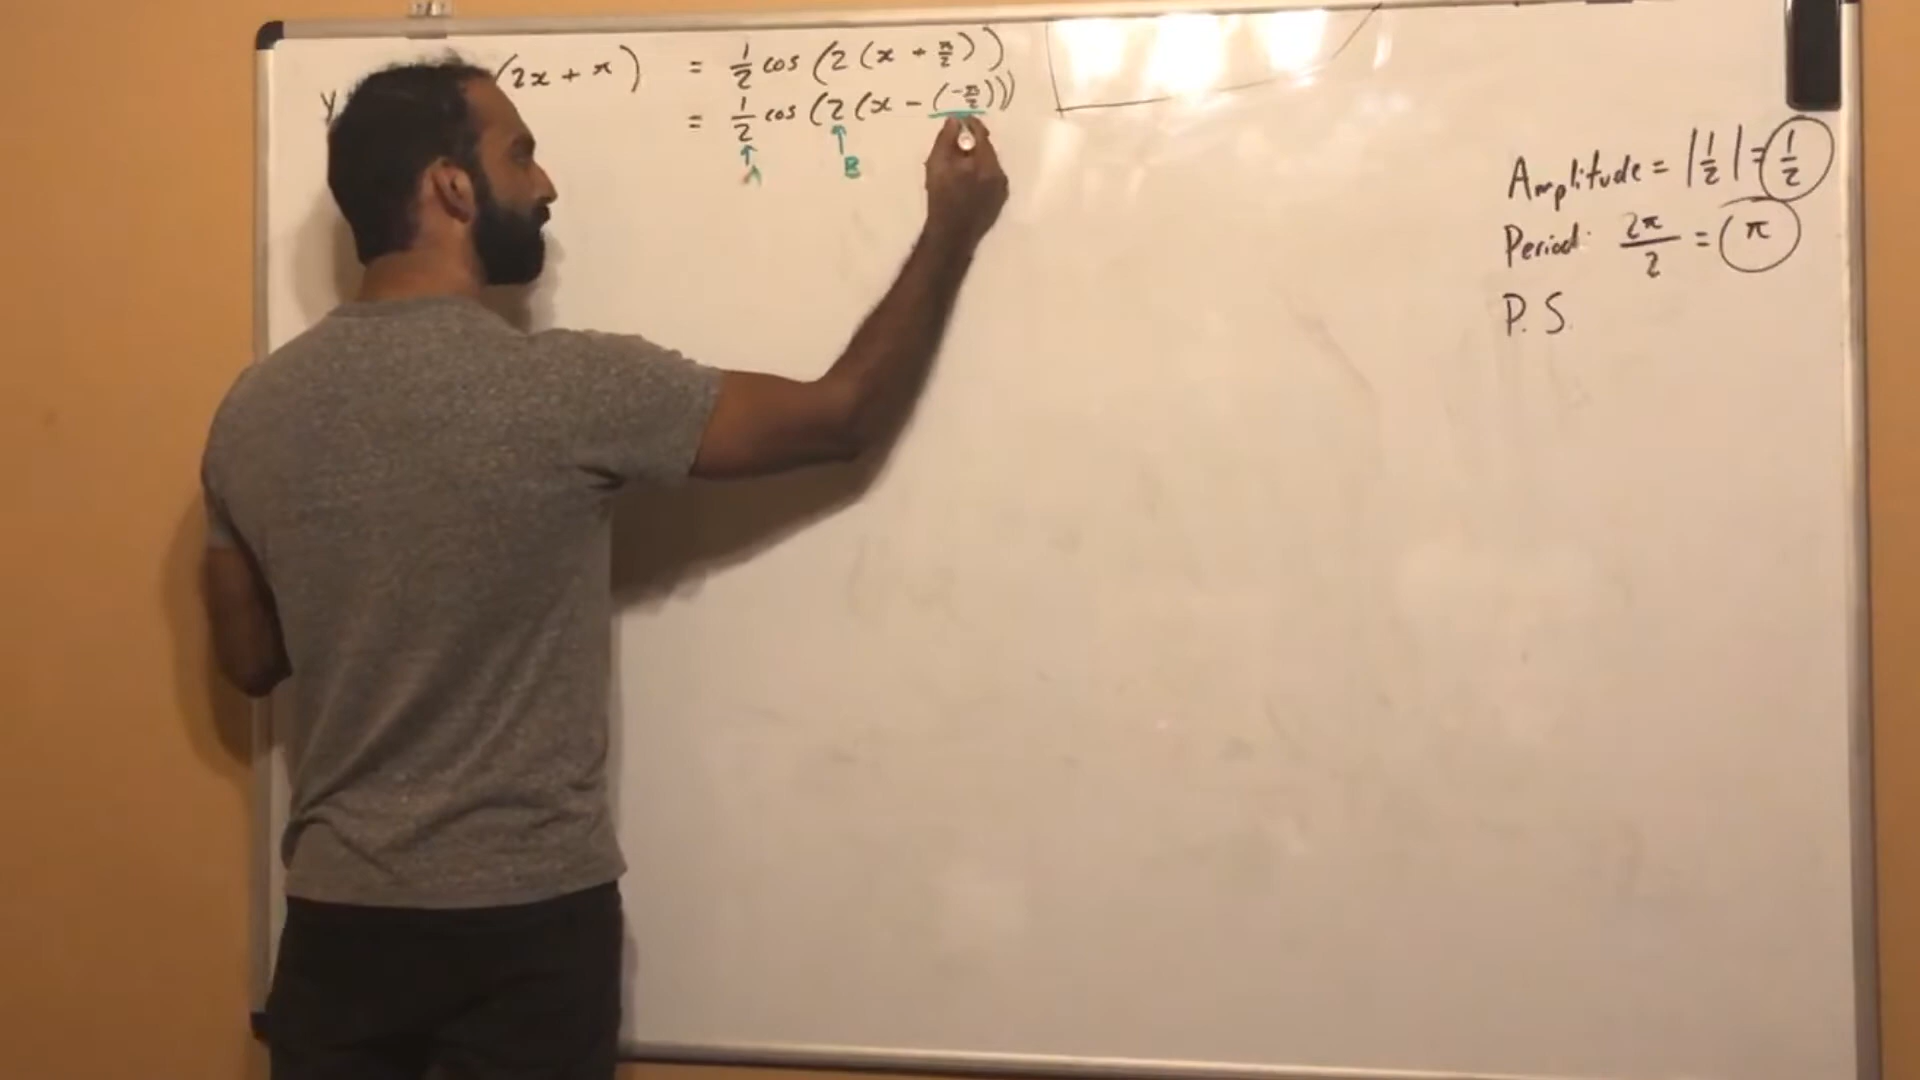 y (2x + π) = 1/2 cos (2 (x + π/2))
= 1/2 cos (2 (x - (-π/2)))
A B
Amplitude = |1/2| = 1/2
Period: 2π/2 = π
P. S.